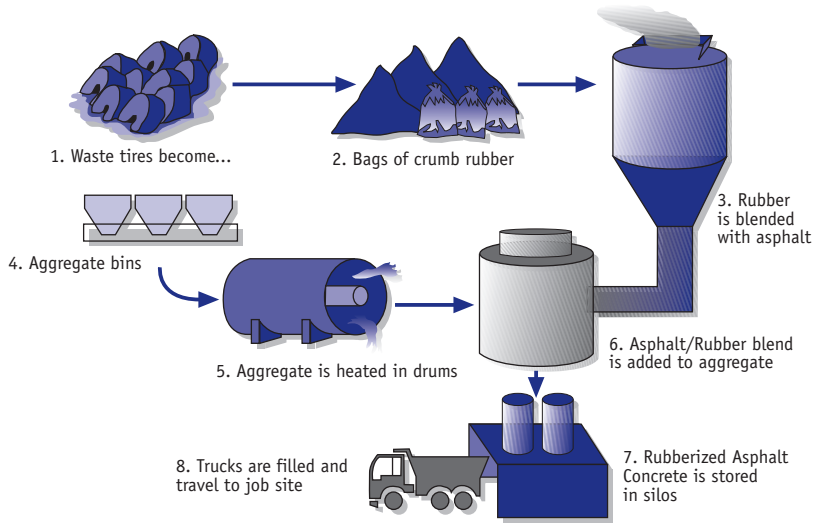 1. Waste tires become...
2. Bags of crumb rubber
3. Rubber
is blended
with asphalt
4. Aggregate bins
5. Aggregate is heated in drums
6. Asphalt/Rubber blend
is added to aggregate
7. Rubberized Asphalt
Concrete is stored
in silos
8. Trucks are filled and
travel to job site